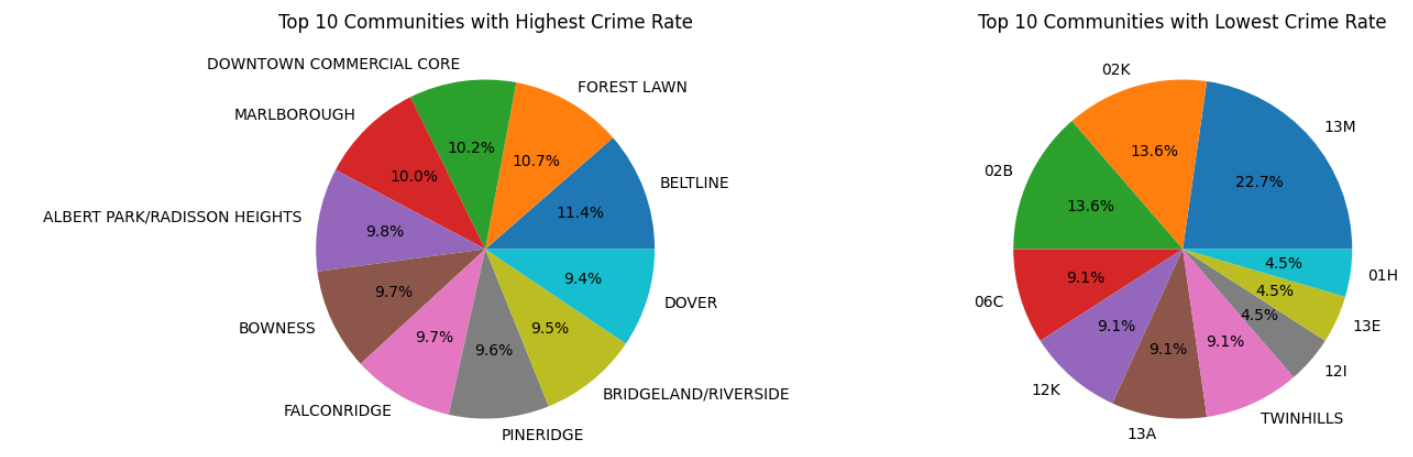 Top 10 Communities with Highest Crime Rate
DOWNTOWN COMMERCIAL CORE
FOREST LAWN
MARLBOROUGH
10.2%
10.7%
10.0%
BELTLINE
11.4%
ALBERT PARK/RADISSON HEIGHTS
9.8%
9.7%
9.4%
DOVER
BOWNESS
9.7%
9.6%
9.5%
FALCONRIDGE
BRIDGELAND/RIVERSIDE
PINERIDGE
Top 10 Communities with Lowest Crime Rate
02K
13M
13.6%
02B
22.7%
13.6%
9.1%
4.5%
01H
4.5%
06C
4.5%
13E
9.1%
9.1%
9.1%
12I
12K
TWINHILLS
13A